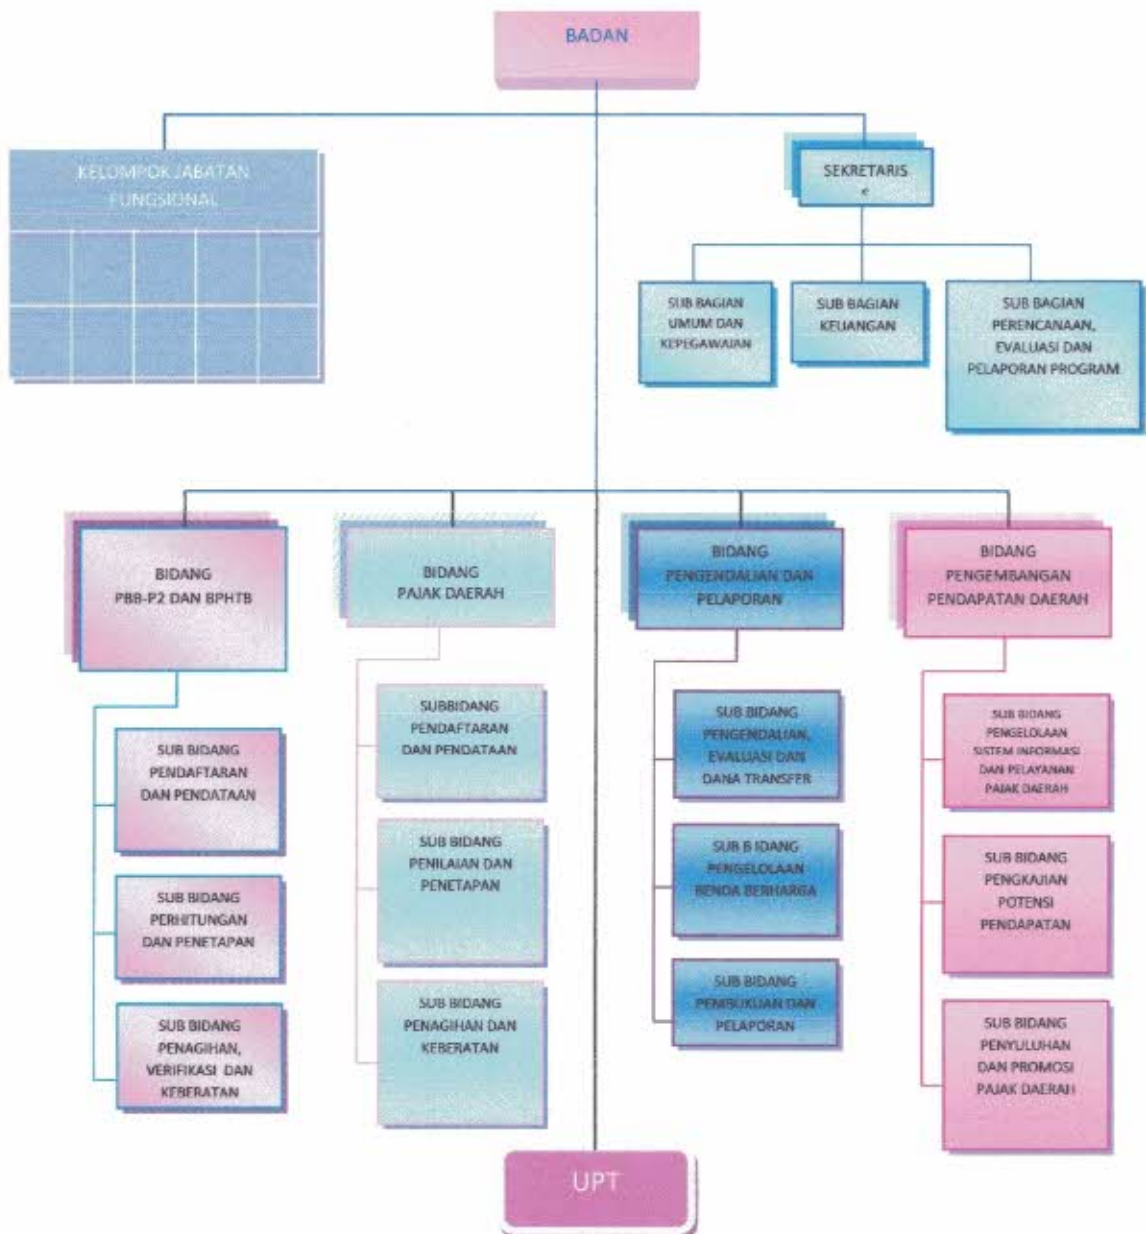 BADAN
KELOMPOK JABATAN
FUNGSIONAL
SEKRETARIS
e
SUB BAGIAN
UMUM DAN
KEPEGAWAIAN
SUB BAGIAN
KEUANGAN
SUB BAGIAN
PERENCANAAN,
EVALUASI DAN
PELAPORAN PROGRAM
BIDANG
PBB-P2 DAN BPHTB
SUB BIDANG
PENDAFTARAN
DAN PENDATAAN
SUB BIDANG
PERHITUNGAN
DAN PENETAPAN
SUB BIDANG
PENAGIHAN,
VERIFIKASI DAN
KEBERATAN
BIDANG
PAJAK DAERAH
SUBBIDANG
PENDAFTARAN
DAN PENDATAAN
SUB BIDANG
PENILAIAN DAN
PENETAPAN
SUB BIDANG
PENAGIHAN DAN
KEBERATAN
BIDANG
PENGENDALIAN DAN
PELAPORAN
SUB BIDANG
PENGENDALIAN,
EVALUASI DAN
DANA TRANSFER
SUB B IDANG
PENGELOLAAN
BENDA BERHARGA
SUB BIDANG
PEMBUKUAN DAN
PELAPORAN
BIDANG
PENGEMBANGAN
PENDAPATAN DAERAH
SUB BIDANG
PENGELOLAAN
SISTEM INFORMASI
DAN PELAYANAN
PAJAK DAERAH
SUB BIDANG
PENGKAJIAN
POTENSI
PENDAPATAN
SUB BIDANG
PENYULUHAN
DAN PROMOSI
PAJAK DAERAH
UPT